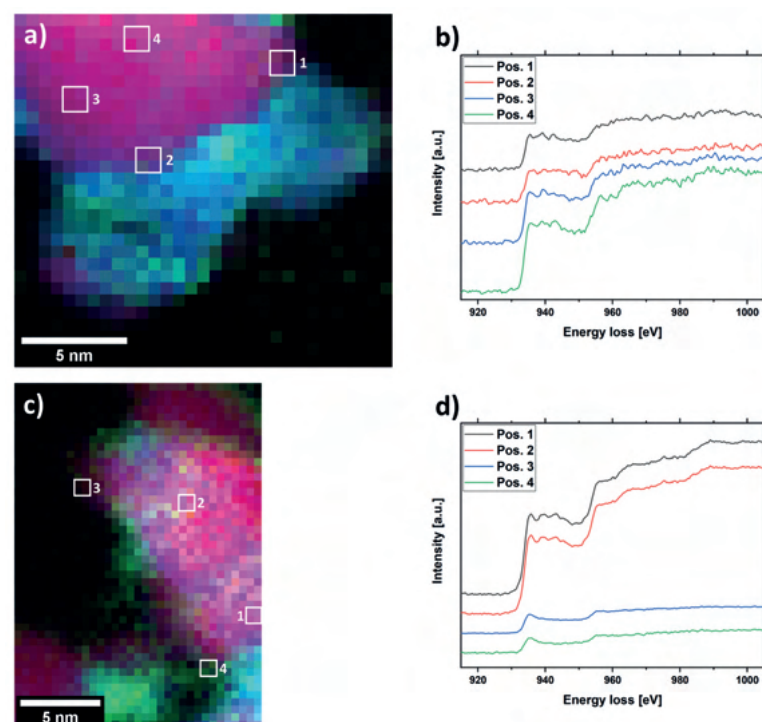 a)
4
1
3
2
5 nm
b)
Pos. 1
Pos. 2
Pos. 3
Pos. 4
Intensity [a.u.]
920 940 960 980 1000
Energy loss [eV]
c)
3
2
1
4
5 nm
d)
Pos. 1
Pos. 2
Pos. 3
Pos. 4
Intensity [a.u.]
920 940 960 980 1000
Energy loss [eV]